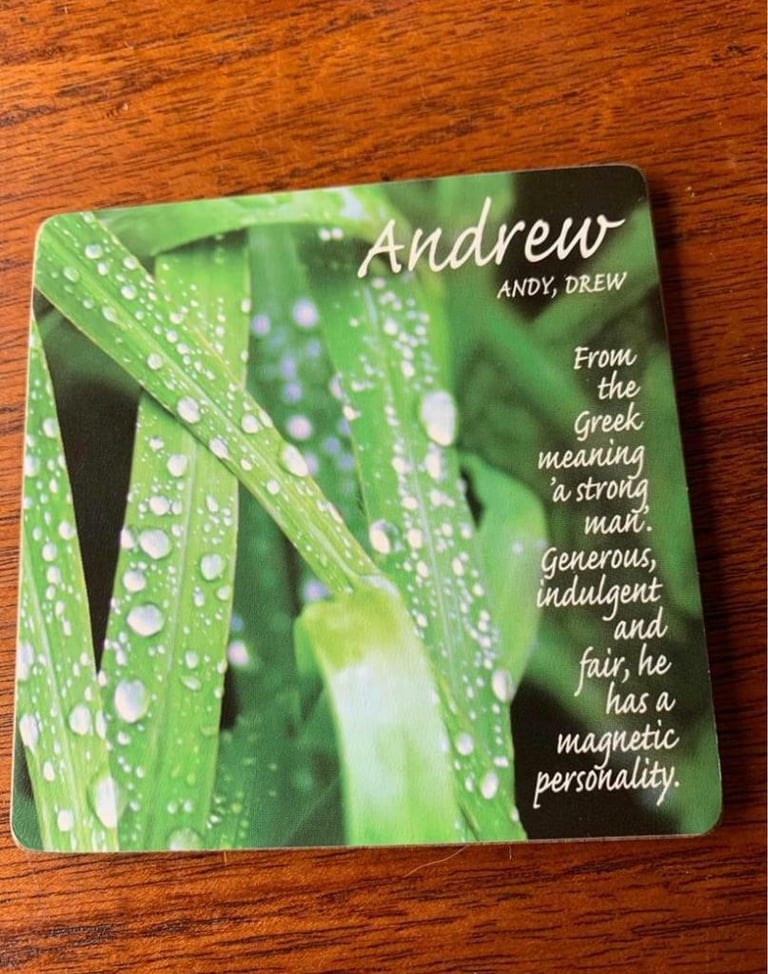 Andrew
ANDY, DREW
From
the
Greek
meaning
'a strong
man'.
Generous,
indulgent
and
fair, he
has a
magnetic
personality.